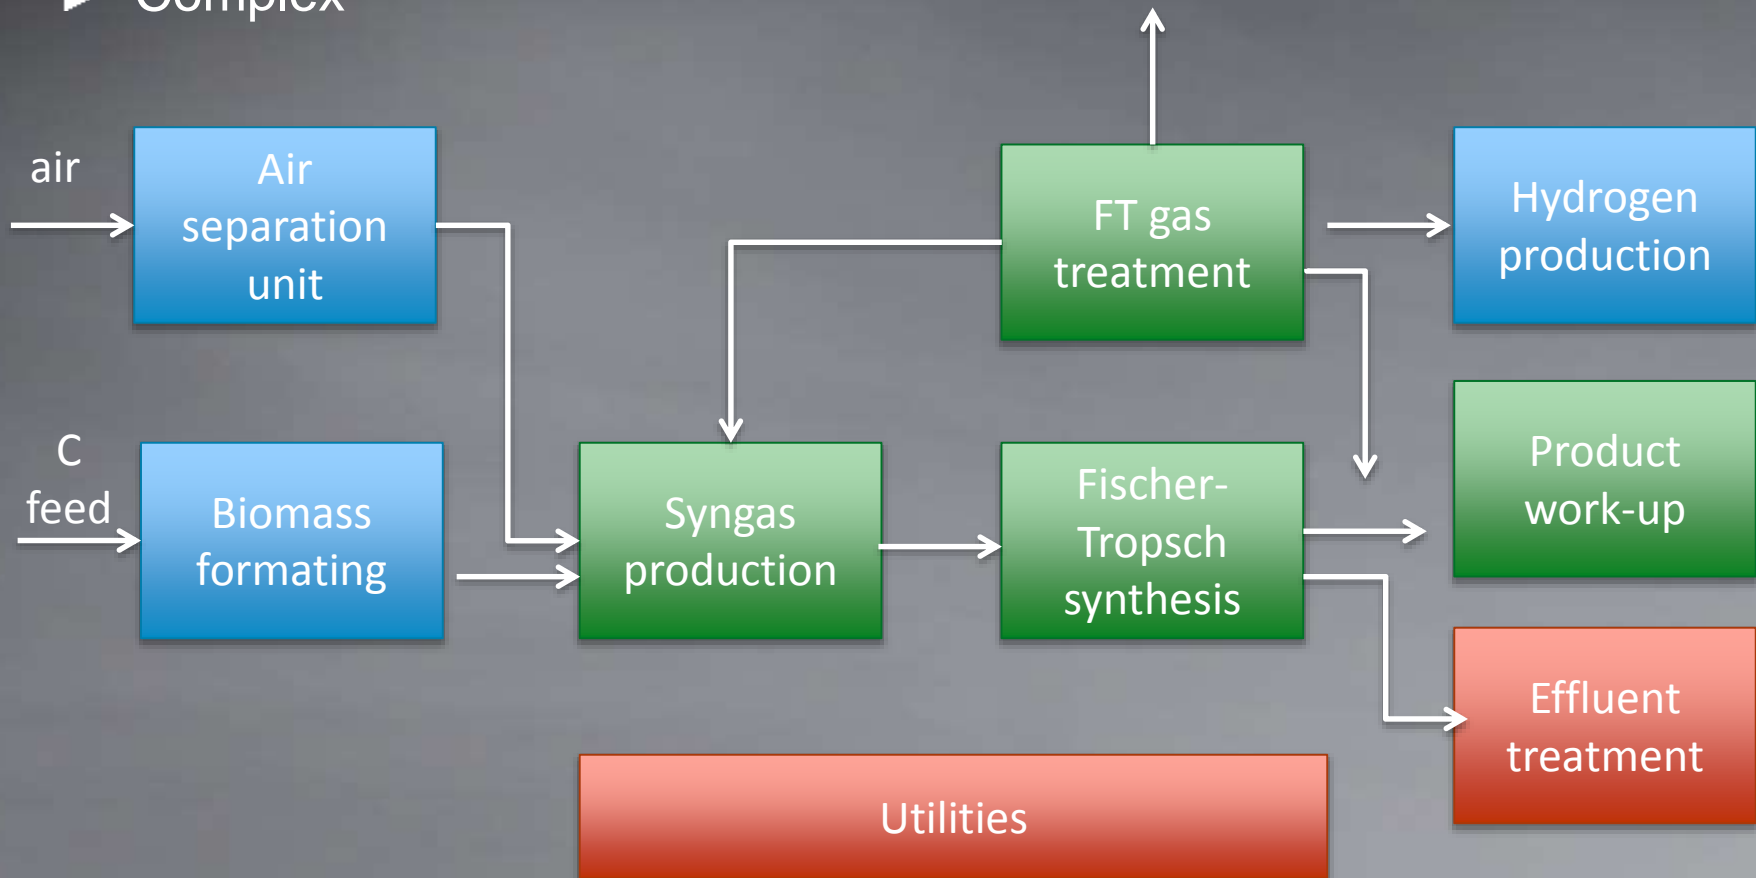 Complex
air
Air
separation
unit
FT gas
treatment
Hydrogen
production
C
feed
Biomass
formating
Syngas
production
Fischer-
Tropsch
synthesis
Product
work-up
Effluent
treatment
Utilities